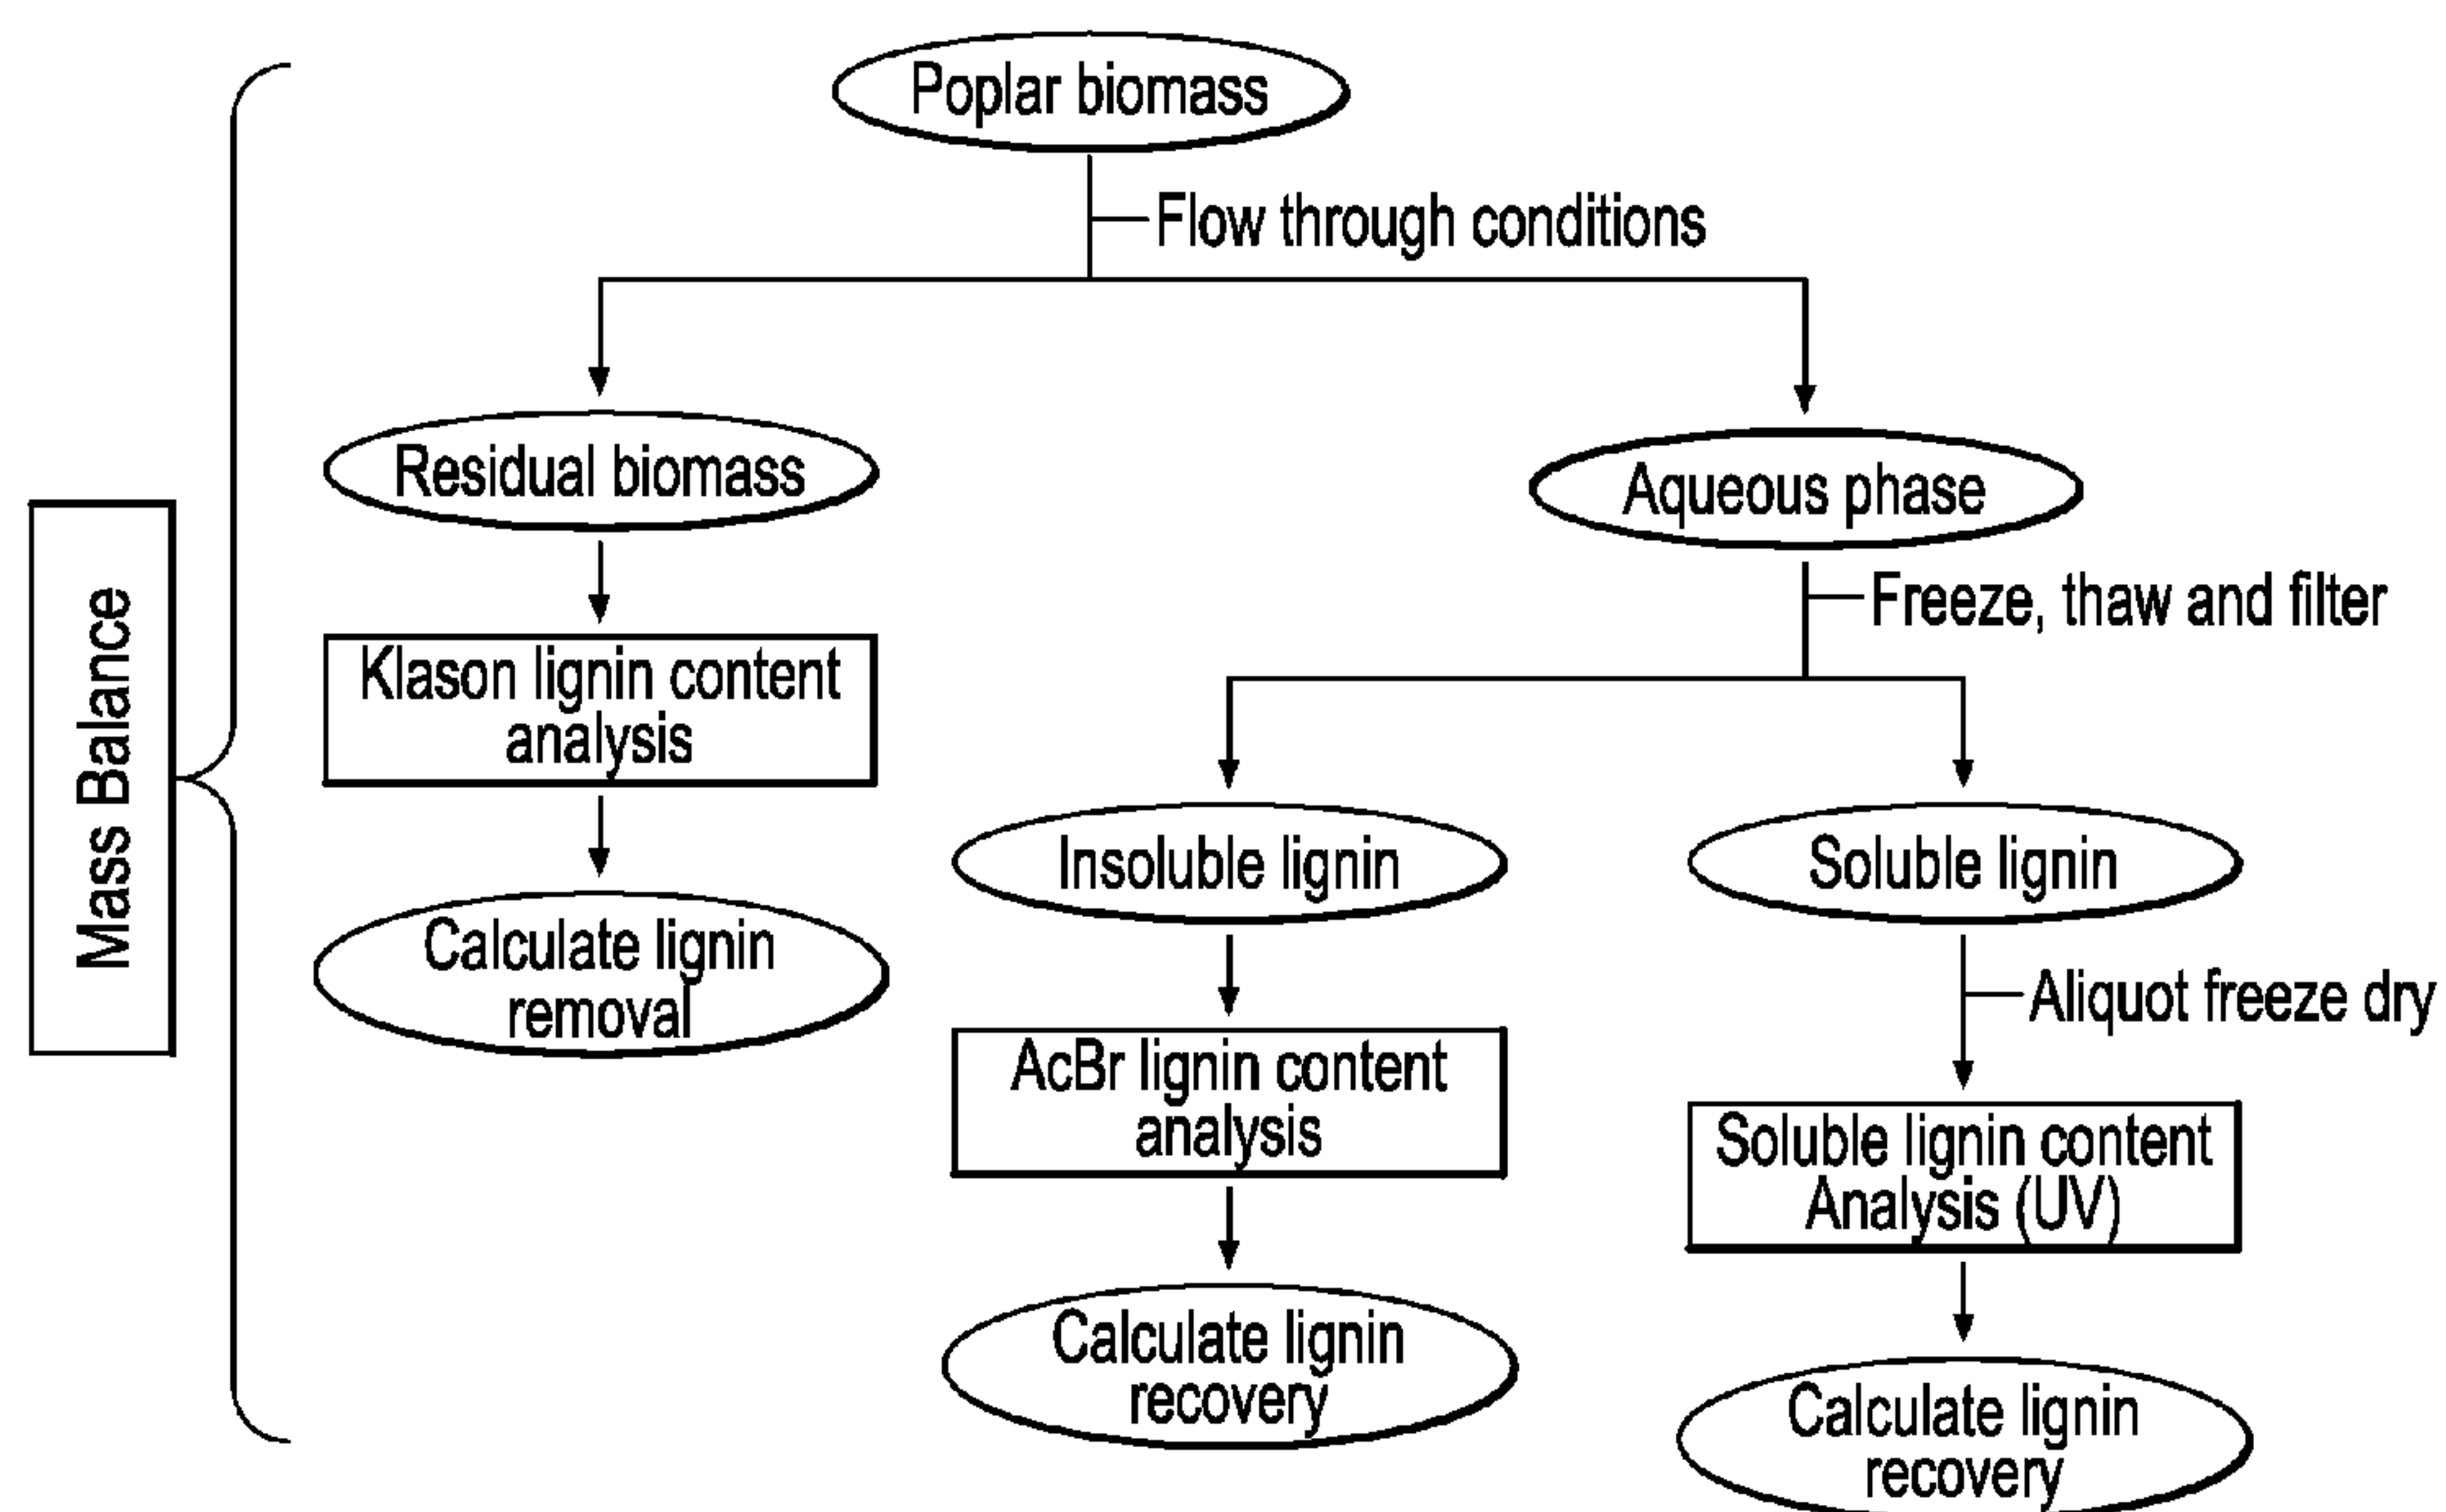 Poplar biomass
Flow through conditions
Residual biomass
Aqueous phase
Freeze, thaw and filter
Mass Balance
Klason lignin content
analysis
Insoluble lignin
Soluble lignin
Calculate lignin
removal
Aliquot freeze dry
AcBr lignin content
analysis
Soluble lignin content
Analysis (UV)
Calculate lignin
recovery
Calculate lignin
recovery